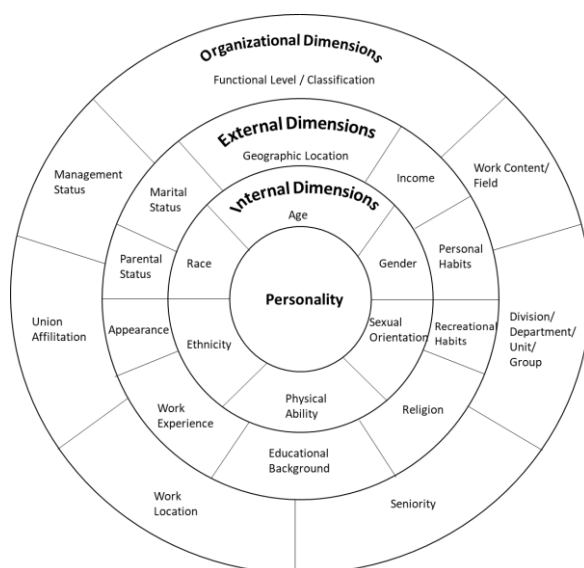 Organizational Dimensions
Functional Level / Classification
External Dimensions
Geographic Location
Internal Dimensions
Age
Personality
Management
Status
Marital
Status
Income
Work Content/
Field
Parental
Status
Race
Gender
Personal
Habits
Union
Affilitation
Appearance
Ethnicity
Sexual
Orientation
Recreational
Habits
Division/
Department/
Unit/
Group
Work
Experience
Physical
Ability
Religion
Educational
Background
Work
Location
Seniority